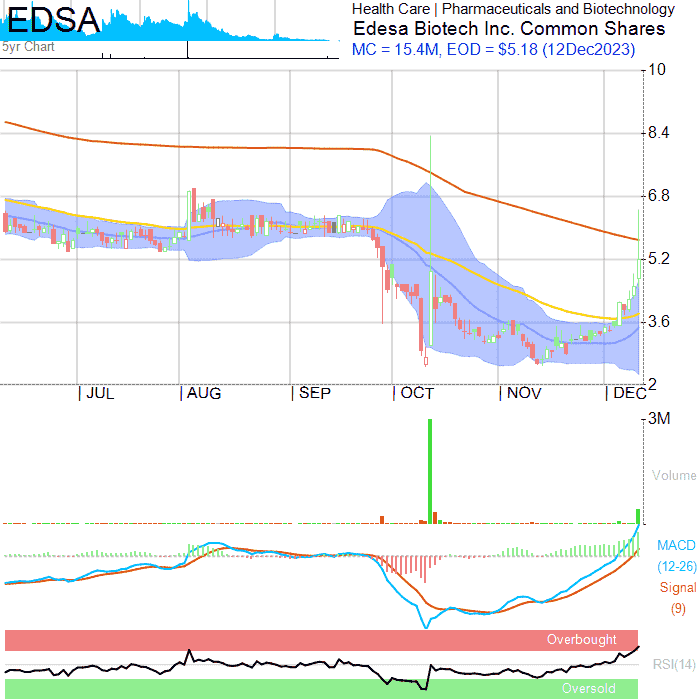 EDSA
5yr Chart
Health Care | Pharmaceuticals and Biotechnology
Edesa Biotech Inc. Common Shares
MC = 15.4M, EOD = $5.18 (12Dec2023)
10
8.4
6.8
5.2
3.6
2
| JUL | AUG | SEP | OCT | NOV | DEC
3M
Volume
MACD
(12-26)
Signal
(9)
Overbought
RSI(14)
Oversold